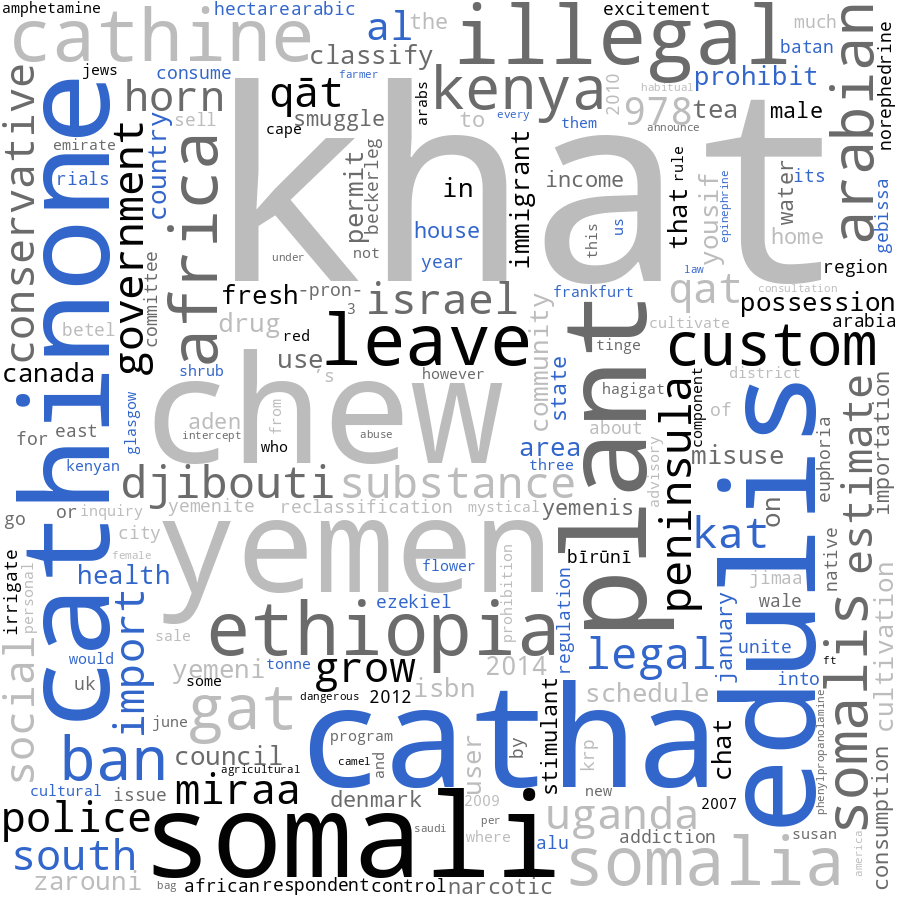 amphetamine
hectarearabic
al
the
illegal
excitement
much
arabian
cathine
classify
batan
norephedrine
jews
consume
farmer
arabs
kenya
habitual
2010
prohibit
conservative
cathinone
horn
qāt
smuggle
cape
sell
country
to
every
them
978
tea
male
announce
emirate
rials
government
africa
khat
permit
beckerleg
in
immigrant
income
that
rule
yousif
epinephrine
water
its
gebissa
house
this
us
home
under
not
year
law
region
committee
fresh
-pron-
3
israel
frankfurt
qat
consultation
possession
arabia
betel
drug
red
leave
community
plant
cultivate
custom
canada
shrub
use
's
however
state
tinge
district
hagigat
peninsula
component
edulis
estimate
importation
chew
aden
intercept
from
who
abuse
about
of
for
east
glasgow
area
three
misuse
advisory
euphoria
kenyan
djibouti
substance
go
or
inquiry
yemenite
reclassification
mystical
yemenis
on
kat
city
yemen
native
irrigate
personal
female
health
flower
prohibition
bīrūnī
jimaa
somalis
cultivation
import
ezekiel
regulation
wale
sale
ethiopia
january
social
would
yemeni
tonne
grow
2014
legal
unite
ft
uk
some
gat
dangerous
2012
isbn
stimulant
schedule
into
june
catha
phenylpropanolamine
ban
council
program
user
by
krp
chat
consumption
agricultural
camel
and
cultural
issue
miraa
denmark
2009
new
2007
police
somali
saudi
per
where
uganda
addiction
susan
south
alu
somalia
america
zarouni
bag
african
respondent
control
narcotic